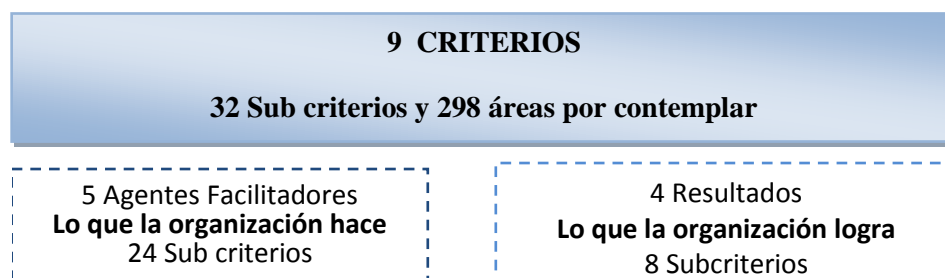 9 CRITERIOS
32 Sub criterios y 298 áreas por contemplar
5 Agentes Facilitadores
Lo que la organización hace
24 Sub criterios
4 Resultados
Lo que la organización logra
8 Subcriterios